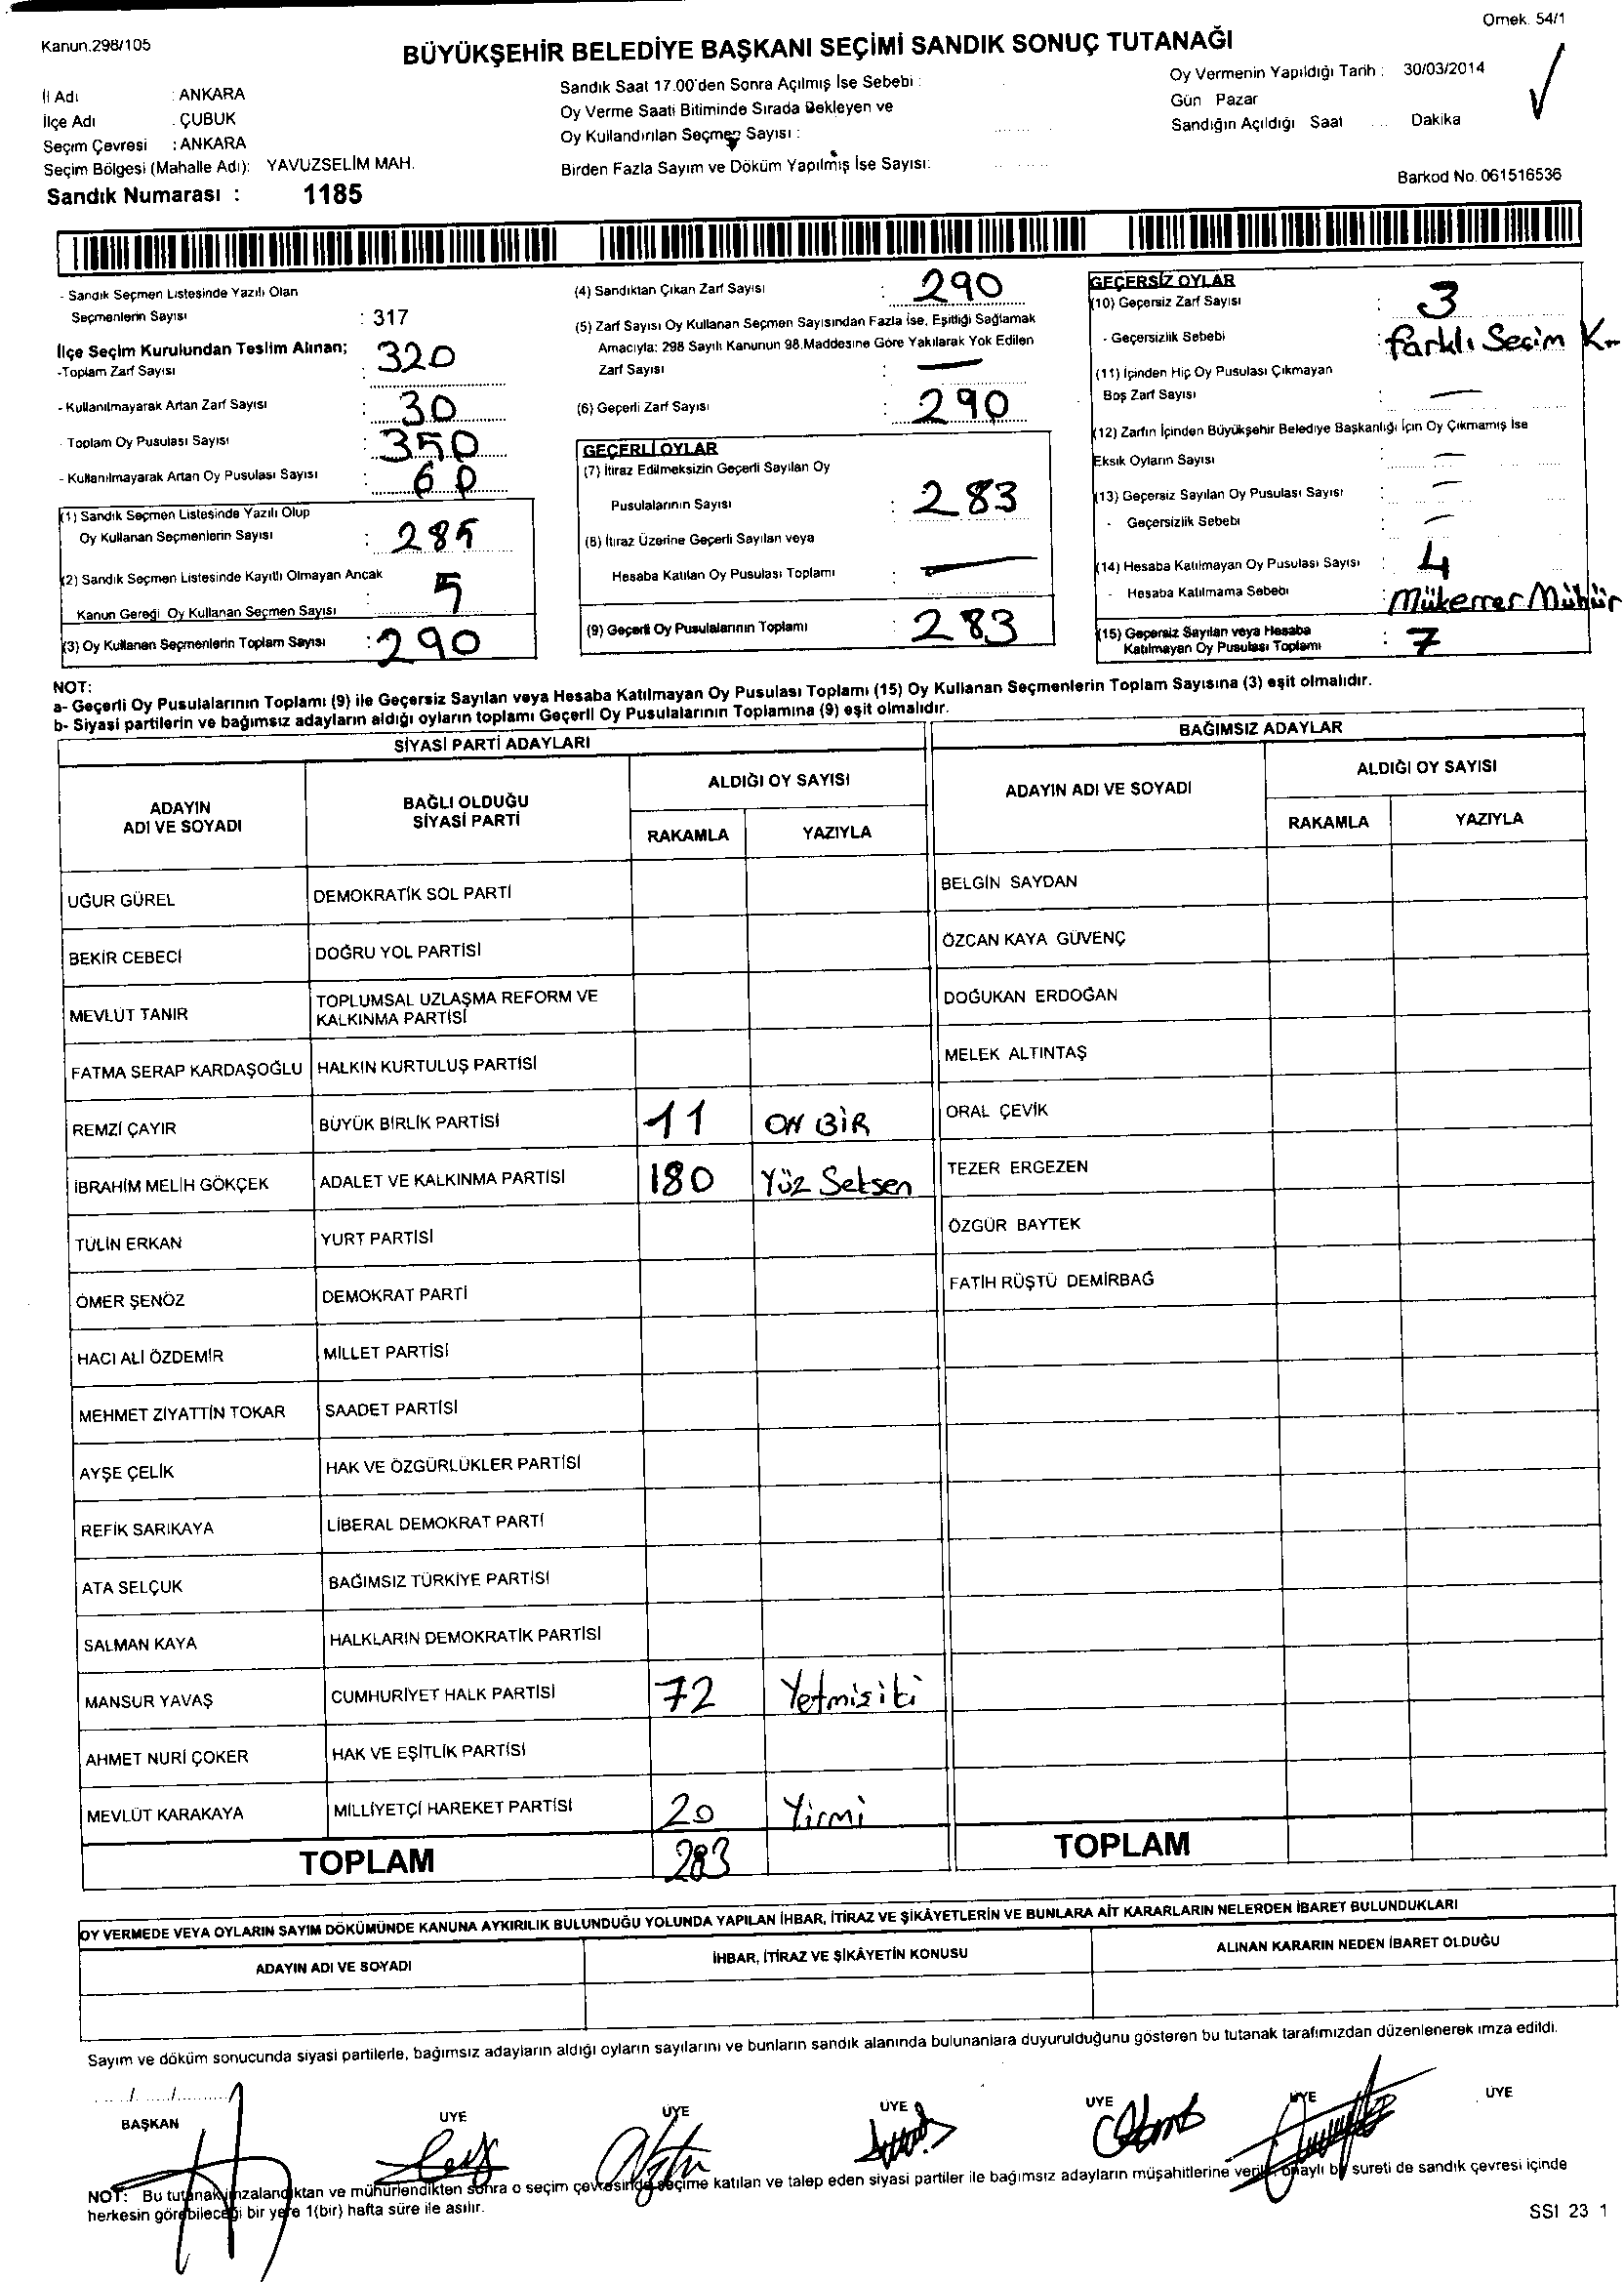 Kanun.298/105
Örnek. 54/1
BÜYÜKŞEHİR BELEDİYE BAŞKANI SEÇİMİ SANDIK SONUÇ TUTANAĞI
İl Adı : ANKARA
İlçe Adı : ÇUBUK
Seçim Çevresi : ANKARA
Seçim Bölgesi (Mahalle Adı): YAVUZSELİM MAH.
Sandık Numarası : 1185
Sandık Saat 17.00'den Sonra Açılmış İse Sebebi :
Oy Verme Saati Bitiminde Sırada Bekleyen ve
Oy Kullandırılan Seçmen Sayısı :
Birden Fazla Sayım ve Döküm Yapılmış İse Sayısı:
Oy Vermenin Yapıldığı Tarih : 30/03/2014
Gün Pazar
Sandığın Açıldığı Saat ... Dakika
Barkod No. 061516536
- Sandık Seçmen Listesinde Yazılı Olan
Seçmenlerin Sayısı : 317
İlçe Seçim Kurulundan Teslim Alınan;
-Toplam Zarf Sayısı : 320
- Kullanılmayarak Artan Zarf Sayısı : 30
- Toplam Oy Pusulası Sayısı : 350
- Kullanılmayarak Artan Oy Pusulası Sayısı : 60
(1) Sandık Seçmen Listesinde Yazılı Olup
Oy Kullanan Seçmenlerin Sayısı : 285
(2) Sandık Seçmen Listesinde Kayıtlı Olmayan Ancak
Kanun Gereği Oy Kullanan Seçmen Sayısı : 5
(3) Oy Kullanan Seçmenlerin Toplam Sayısı : 290
(4) Sandıktan Çıkan Zarf Sayısı : 290
(5) Zarf Sayısı Oy Kullanan Seçmen Sayısından Fazla İse, Eşitliği Sağlamak
Amacıyla: 298 Sayılı Kanunun 98.Maddesine Göre Yakılarak Yok Edilen
Zarf Sayısı : —
(6) Geçerli Zarf Sayısı : 290
GEÇERLİ OYLAR
(7) İtiraz Edilmeksizin Geçerli Sayılan Oy
Pusulalarının Sayısı : 283
(8) İtiraz Üzerine Geçerli Sayılan veya
Hesaba Katılan Oy Pusulası Toplamı : —
(9) Geçerli Oy Pusulalarının Toplamı : 283
GEÇERSİZ OYLAR
(10) Geçersiz Zarf Sayısı : 3
- Geçersizlik Sebebi : farklı Seçim K..
(11) İçinden Hiç Oy Pusulası Çıkmayan
Boş Zarf Sayısı : —
(12) Zarfın İçinden Büyükşehir Belediye Başkanlığı İçin Oy Çıkmamış İse
Eksik Oyların Sayısı : —
(13) Geçersiz Sayılan Oy Pusulası Sayısı : —
- Geçersizlik Sebebi : —
(14) Hesaba Katılmayan Oy Pusulası Sayısı : 4
- Hesaba Katılmama Sebebi : Mükerrer Mühür
(15) Geçersiz Sayılan veya Hesaba
Katılmayan Oy Pusulası Toplamı : 7
NOT:
a- Geçerli Oy Pusulalarının Toplamı (9) ile Geçersiz Sayılan veya Hesaba Katılmayan Oy Pusulası Toplamı (15) Oy Kullanan Seçmenlerin Toplam Sayısına (3) eşit olmalıdır.
b- Siyasi partilerin ve bağımsız adayların aldığı oyların toplamı Geçerli Oy Pusulalarının Toplamına (9) eşit olmalıdır.
SİYASİ PARTİ ADAYLARI
ADAYIN ADI VE SOYADI
BAĞLI OLDUĞU SİYASİ PARTİ
ALDIĞI OY SAYISI
RAKAMLA YAZIYLA
UĞUR GÜREL DEMOKRATİK SOL PARTİ
BEKİR CEBECİ DOĞRU YOL PARTİSİ
MEVLÜT TANIR TOPLUMSAL UZLAŞMA REFORM VE KALKINMA PARTİSİ
FATMA SERAP KARDAŞOĞLU HALKIN KURTULUŞ PARTİSİ
REMZİ ÇAYIR BÜYÜK BİRLİK PARTİSİ 11 ON BİR
İBRAHİM MELİH GÖKÇEK ADALET VE KALKINMA PARTİSİ 180 Yüz Seksen
TÜLİN ERKAN YURT PARTİSİ
ÖMER ŞENÖZ DEMOKRAT PARTİ
HACI ALİ ÖZDEMİR MİLLET PARTİSİ
MEHMET ZİYATTİN TOKAR SAADET PARTİSİ
AYŞE ÇELİK HAK VE ÖZGÜRLÜKLER PARTİSİ
REFİK SARIKAYA LİBERAL DEMOKRAT PARTİ
ATA SELÇUK BAĞIMSIZ TÜRKİYE PARTİSİ
SALMAN KAYA HALKLARIN DEMOKRATİK PARTİSİ
MANSUR YAVAŞ CUMHURİYET HALK PARTİSİ 72 Yetmişiki
AHMET NURİ ÇOKER HAK VE EŞİTLİK PARTİSİ
MEVLÜT KARAKAYA MİLLİYETÇİ HAREKET PARTİSİ 20 Yirmi
TOPLAM 283
BAĞIMSIZ ADAYLAR
ADAYIN ADI VE SOYADI
ALDIĞI OY SAYISI
RAKAMLA YAZIYLA
BELGİN SAYDAN
ÖZCAN KAYA GÜVENÇ
DOĞUKAN ERDOĞAN
MELEK ALTINTAŞ
ORAL ÇEVİK
TEZER ERGEZEN
ÖZGÜR BAYTEK
FATİH RÜŞTÜ DEMİRBAĞ
TOPLAM
OY VERMEDE VEYA OYLARIN SAYIM DÖKÜMÜNDE KANUNA AYKIRILIK BULUNDUĞU YOLUNDA YAPILAN İHBAR, İTİRAZ VE ŞİKÂYETLERİN VE BUNLARA AİT KARARLARIN NELERDEN İBARET BULUNDUKLARI
ADAYIN ADI VE SOYADI İHBAR, İTİRAZ VE ŞİKÂYETİN KONUSU ALINAN KARARIN NEDEN İBARET OLDUĞU
Sayım ve döküm sonucunda siyasi partilerle, bağımsız adayların aldığı oyların sayılarını ve bunların sandık alanında bulunanlara duyurulduğunu gösteren bu tutanak tarafımızdan düzenlenerek imza edildi.
...../...../..........
BAŞKAN ÜYE ÜYE ÜYE ÜYE ÜYE ÜYE
NOT: Bu tutanak imzalandıktan ve mühürlendikten sonra o seçim çevresinde seçime katılan ve talep eden siyasi partiler ile bağımsız adayların müşahitlerine verilir, onaylı bir sureti de sandık çevresi içinde
herkesin görebileceği bir yere 1(bir) hafta süre ile asılır.
SSI 23 1